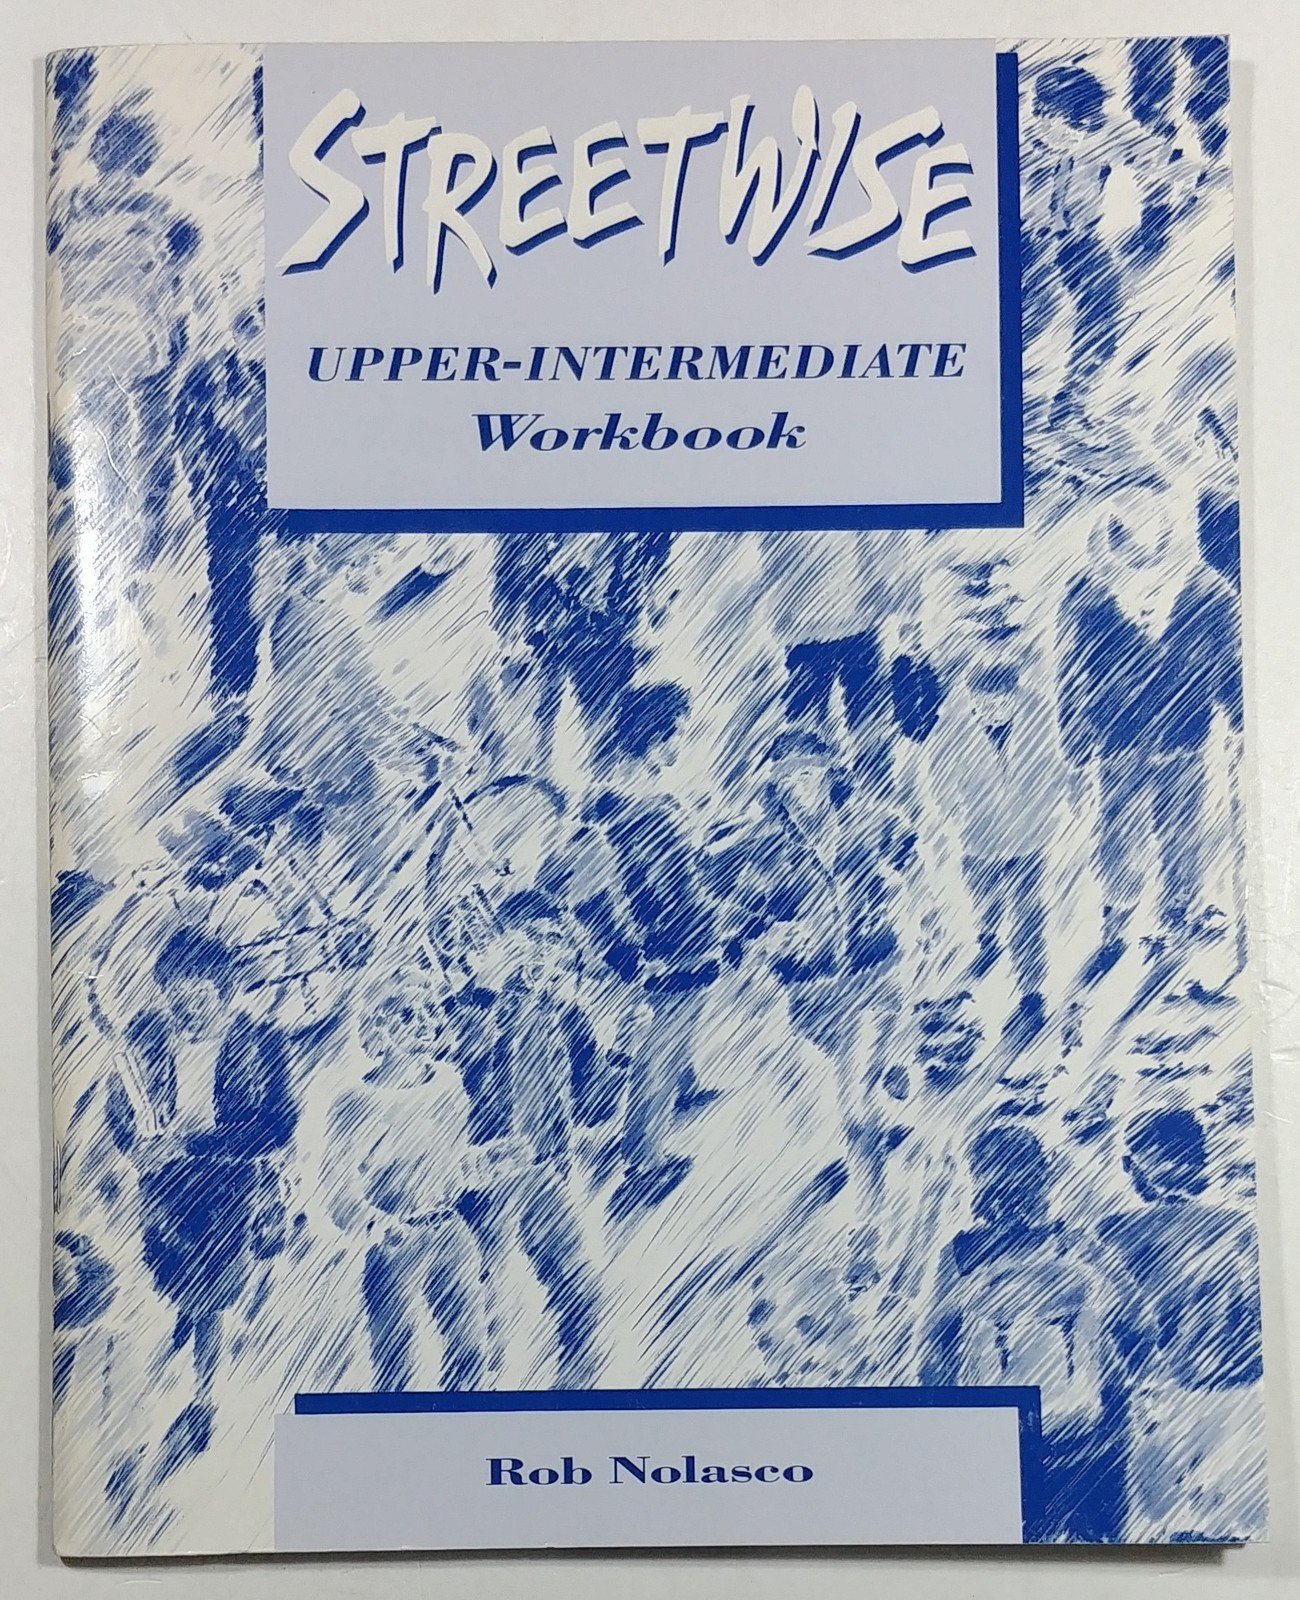 STREETWISE
UPPER-INTERMEDIATE
Workbook
Rob Nolasco